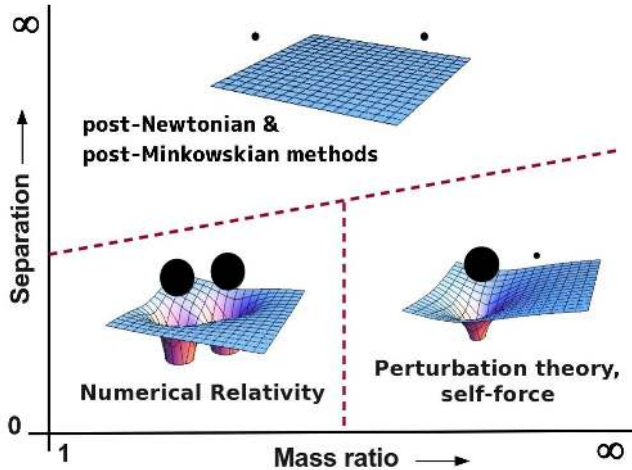 ∞
post-Newtonian &
post-Minkowskian methods
Separation →
Numerical Relativity
Perturbation theory,
self-force
0
1
Mass ratio →
∞